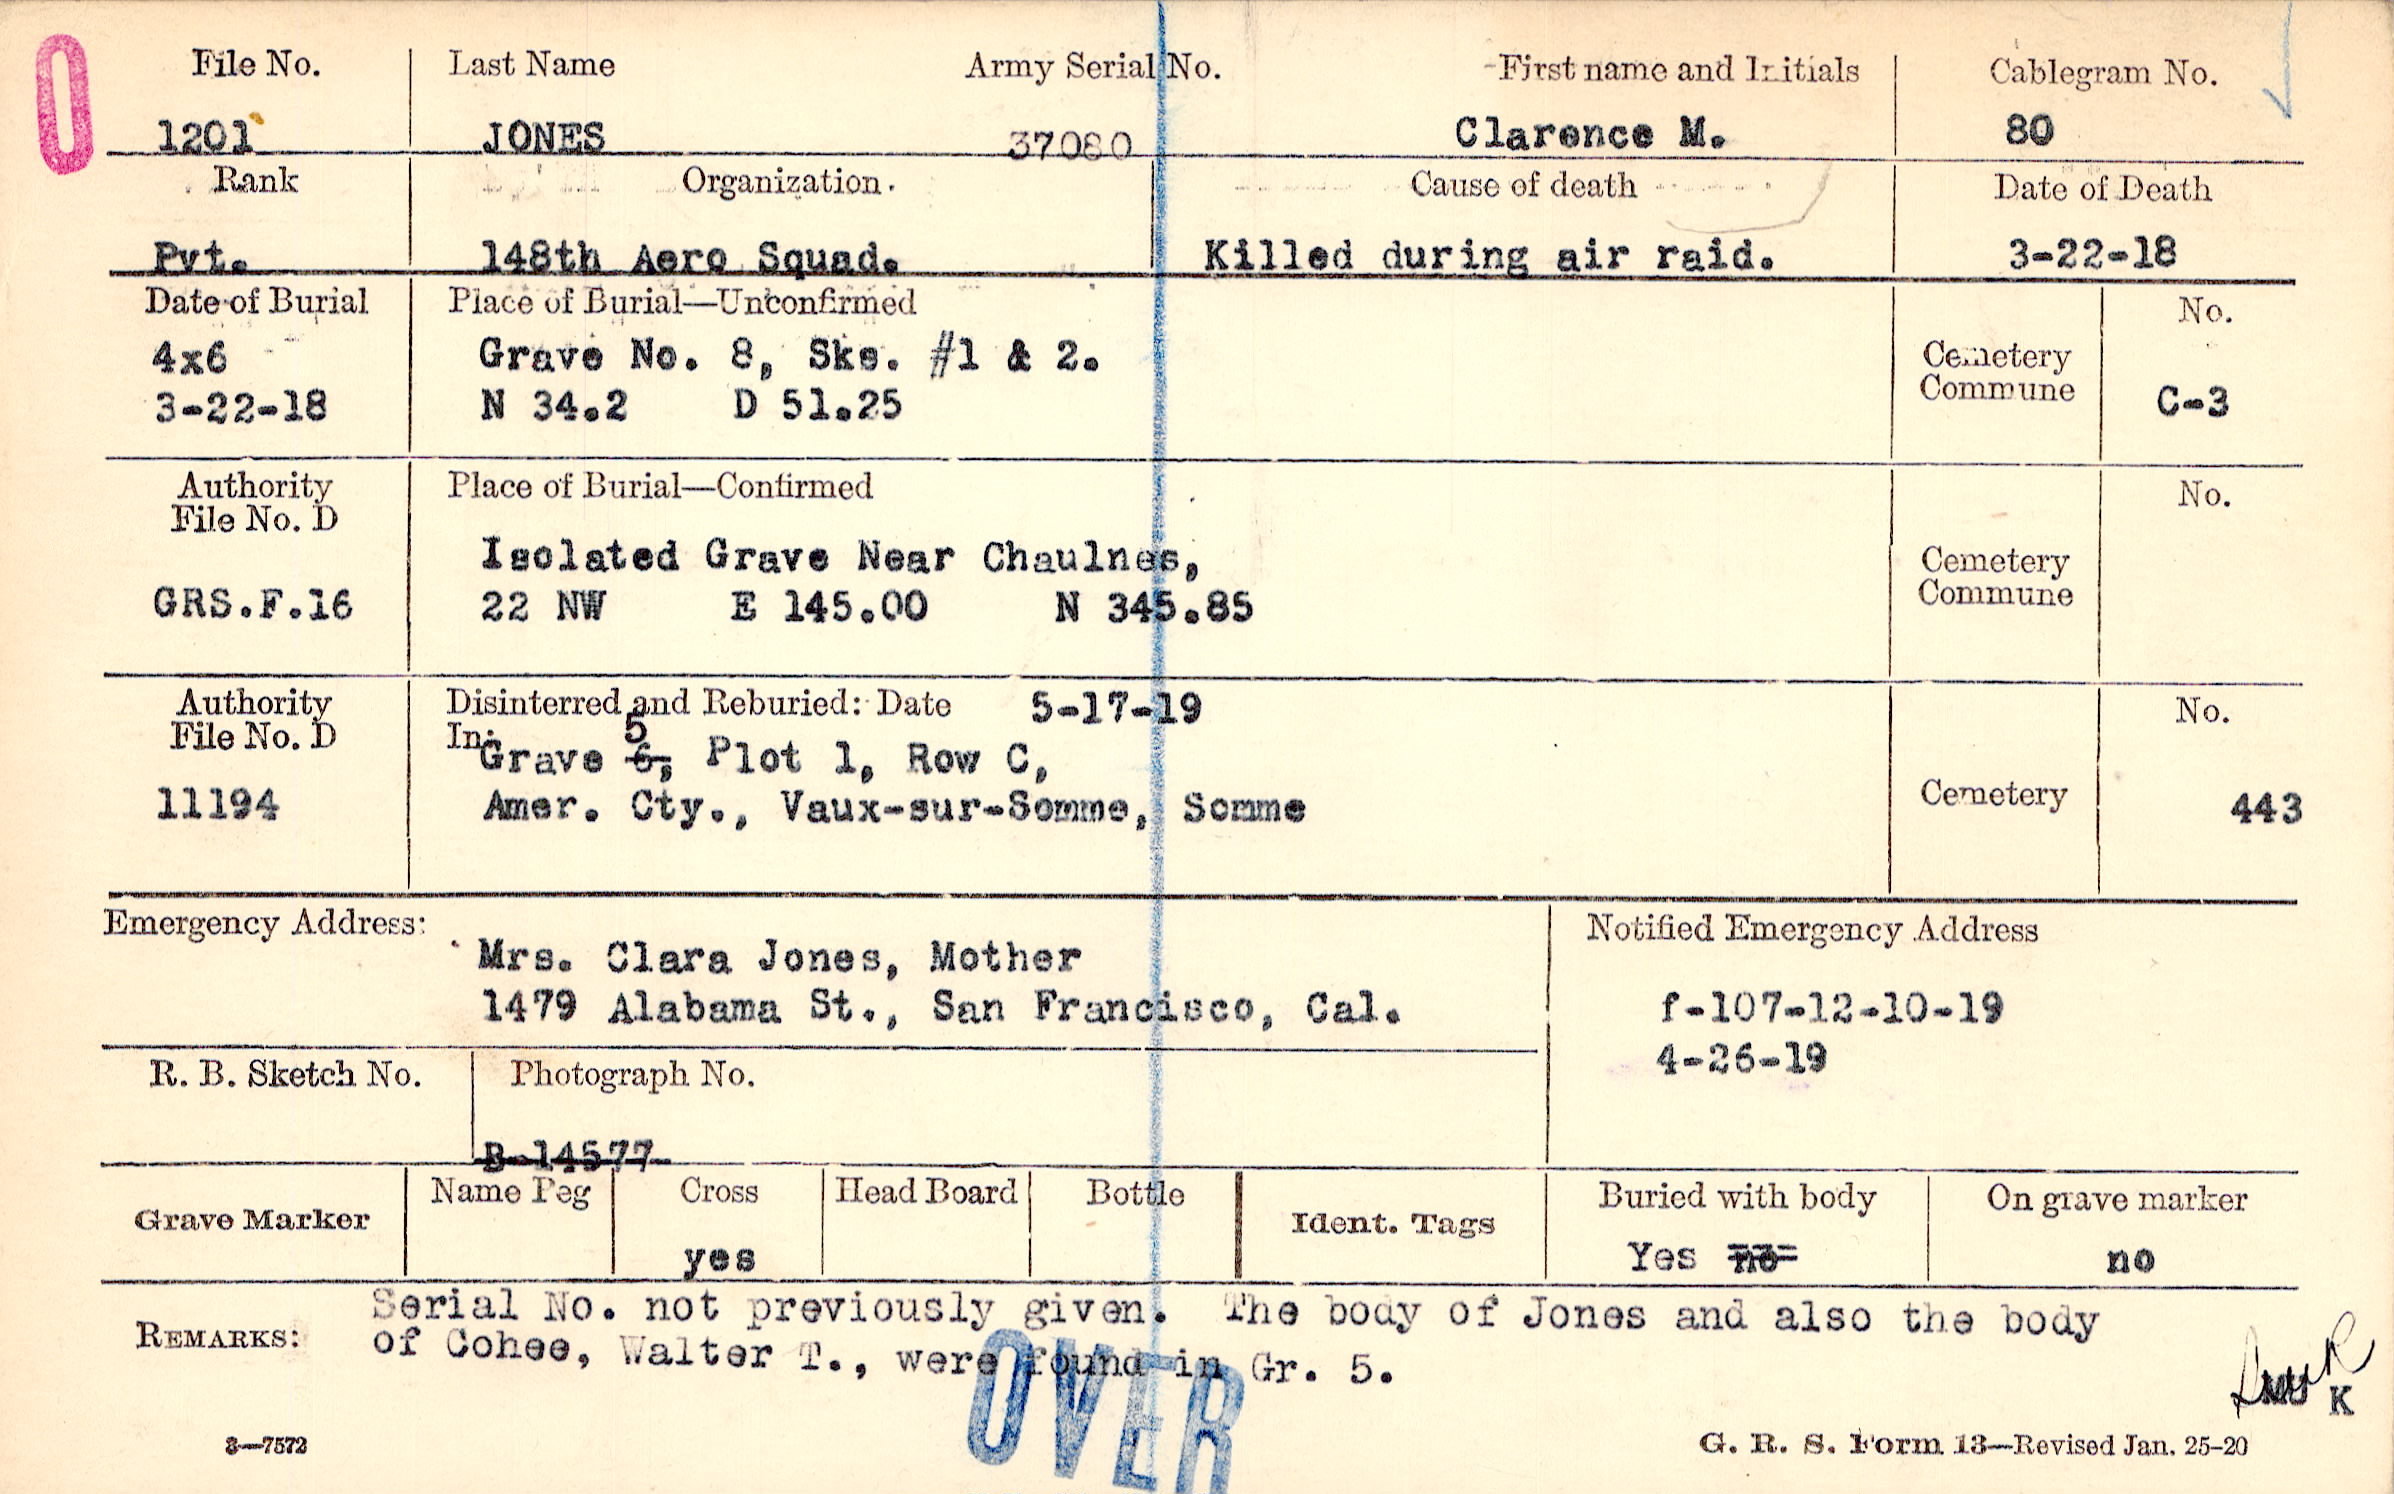 0
File No. Last Name Army Serial No. First name and Initials Cablegram No.
1201 JONES 37080 Clarence M. 80
Rank Organization. Cause of death Date of Death
Pvt. 148th Aero Squad. Killed during air raid. 3-22-18
Date of Burial Place of Burial—Unconfirmed No.
4x6 Grave No. 8, Sks. #1 & 2. Cemetery
3-22-18 N 34.2 D 51.25 Commune C-3
Authority Place of Burial—Confirmed No.
File No. D
Isolated Grave Near Chaulnes, Cemetery
GRS.F.16 22 NW E 145.00 N 345.85 Commune
Authority Disinterred and Reburied: Date 5-17-19 No.
File No. D In:
5
Grave 6, Plot 1, Row C,
11194 Amer. Cty., Vaux-sur-Somme, Somme Cemetery 443
Emergency Address: Notified Emergency Address
Mrs. Clara Jones, Mother
1479 Alabama St., San Francisco, Cal. f-107-12-10-19
4-26-19
R. B. Sketch No. Photograph No.
B-14577
Grave Marker Name Peg Cross Head Board Bottle Ident. Tags Buried with body On grave marker
yes Yes no no
REMARKS: Serial No. not previously given. The body of Jones and also the body
of Cohee, Walter T., were found in Gr. 5.
K
OVER
3—7572 G. R. S. Form 13—Revised Jan. 25-20